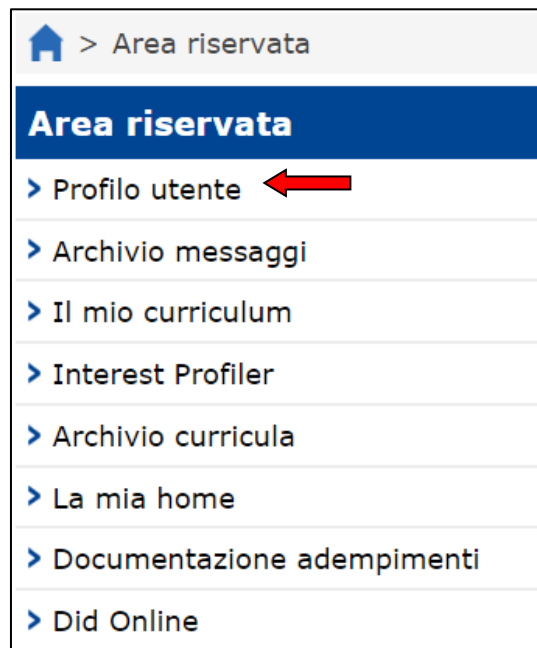 > Area riservata
Area riservata
Profilo utente
Archivio messaggi
Il mio curriculum
Interest Profiler
Archivio curricula
La mia home
Documentazione adempimenti
Did Online